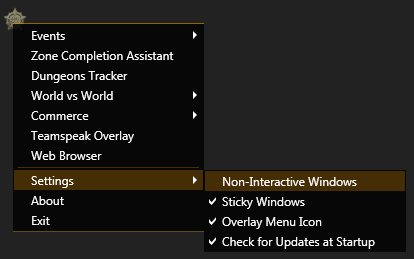 Events
Zone Completion Assistant
Dungeons Tracker
World vs World
Commerce
Teamspeak Overlay
Web Browser
Settings
About
Exit
Non-Interactive Windows
Sticky Windows
Overlay Menu Icon
Check for Updates at Startup